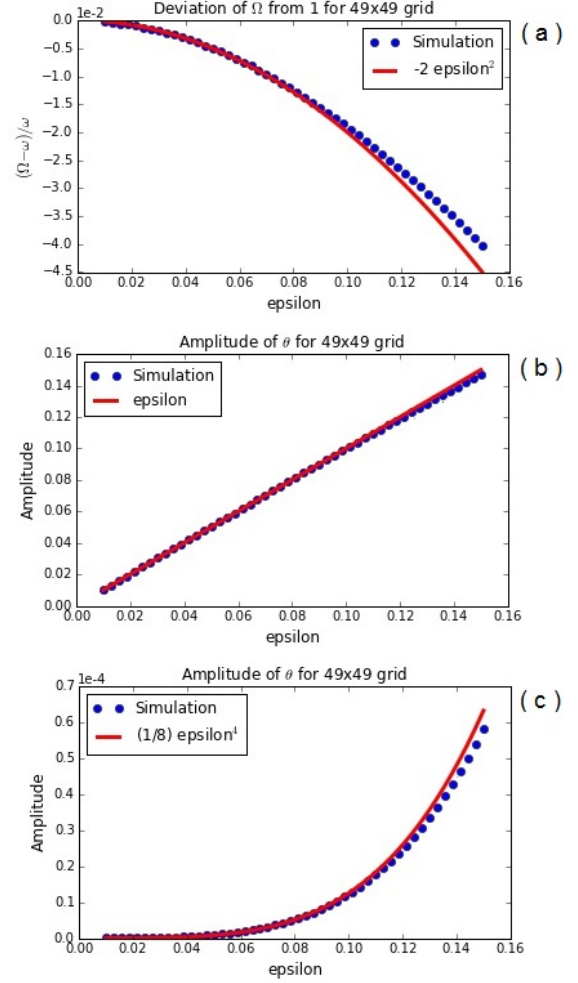 Deviation of Ω from 1 for 49x49 grid
( a )
0.0 1e−2
−0.5
−1.0
−1.5
−2.0
−2.5
−3.0
−3.5
−4.0
−4.5
(Ω−ω)/ω
Simulation
-2 epsilon²
0.00 0.02 0.04 0.06 0.08 0.10 0.12 0.14 0.16
epsilon
Amplitude of θ for 49x49 grid
( b )
0.16
0.14
0.12
0.10
0.08
0.06
0.04
0.02
0.00
Amplitude
Simulation
epsilon
0.00 0.02 0.04 0.06 0.08 0.10 0.12 0.14 0.16
epsilon
Amplitude of θ for 49x49 grid
( c )
0.7 1e−4
0.6
0.5
0.4
0.3
0.2
0.1
0.0
Amplitude
Simulation
(1/8) epsilon⁴
0.00 0.02 0.04 0.06 0.08 0.10 0.12 0.14 0.16
epsilon